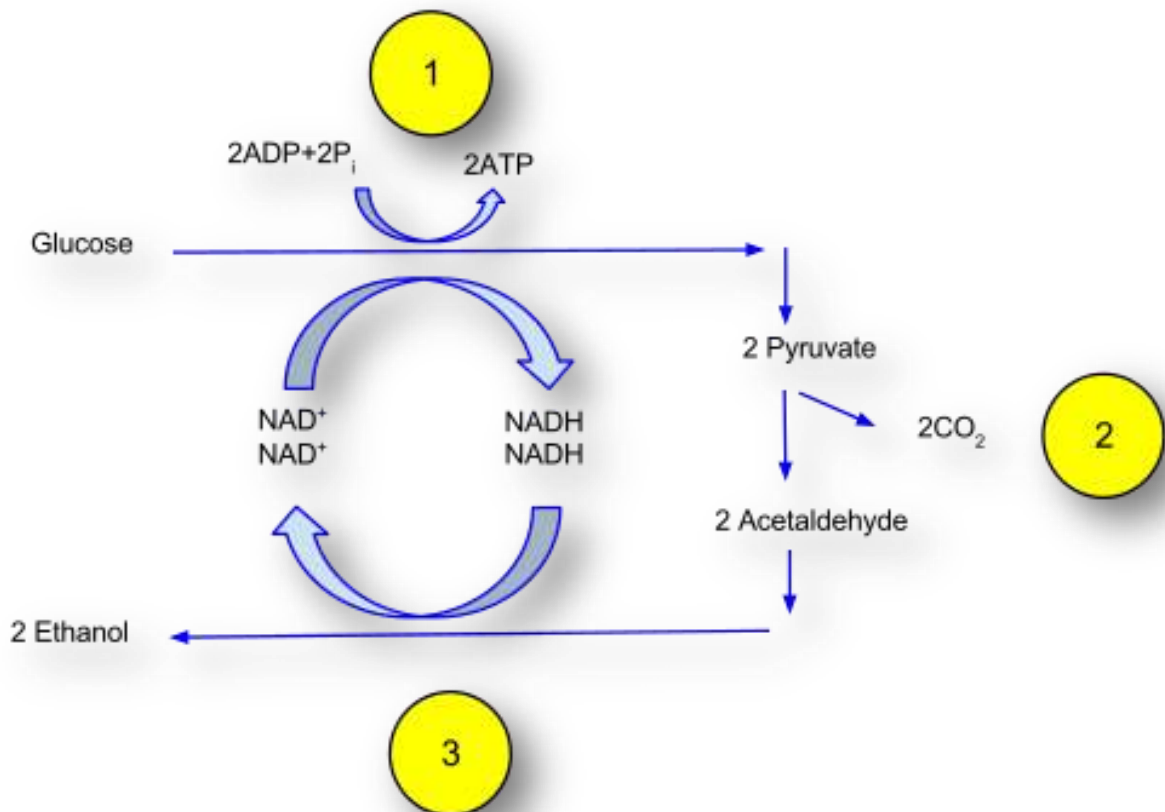 1
2ADP+2Pᵢ 2ATP
Glucose
2 Pyruvate
NAD⁺ NADH
NAD⁺ NADH
2CO₂
2
2 Acetaldehyde
2 Ethanol
3